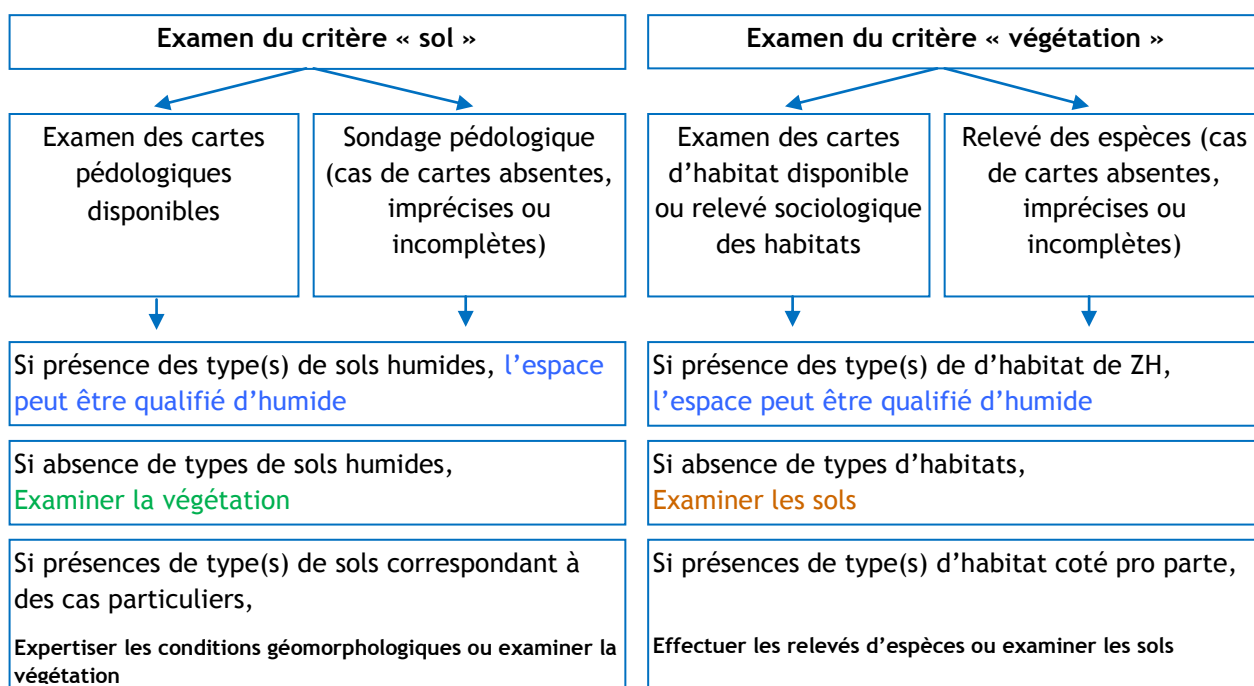 Examen du critère « sol »
Examen des cartes
pédologiques
disponibles
Sondage pédologique
(cas de cartes absentes,
imprécises ou
incomplètes)
Si présence des type(s) de sols humides, l’espace
peut être qualifié d’humide
Si absence de types de sols humides,
Examiner la végétation
Si présences de type(s) de sols correspondant à
des cas particuliers,
Expertiser les conditions géomorphologiques ou examiner la
végétation
Examen du critère « végétation »
Examen des cartes
d’habitat disponible
ou relevé sociologique
des habitats
Relevé des espèces (cas
de cartes absentes,
imprécises ou
incomplètes)
Si présence des type(s) de d’habitat de ZH,
l’espace peut être qualifié d’humide
Si absence de types d’habitats,
Examiner les sols
Si présences de type(s) d’habitat coté pro parte,
Effectuer les relevés d’espèces ou examiner les sols